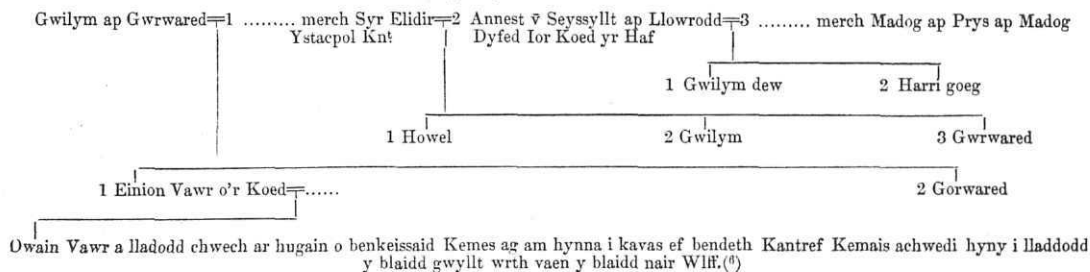 Gwilym ap Gwrwared╤1 ......... merch Syr Elidir╤2 Annest v̄ Seyssyllt ap Llowrodd╤3 ......... merch Madog ap Prys ap Madog
Ystacpol Knt. Dyfed Ior Koed yr Haf
1 Gwilym dew 2 Harri goeg
1 Howel 2 Gwilym 3 Gwrwared
1 Einion Vawr o'r Koed╤...... 2 Gorwared
Owain Vawr a lladodd chwech ar hugain o benkeissaid Kemes ag am hynna i kavas ef bendeth Kantref Kemais achwedi hyny i lladdodd
y blaidd gwyllt wrth vaen y blaidd nair Wlff.(⁶)